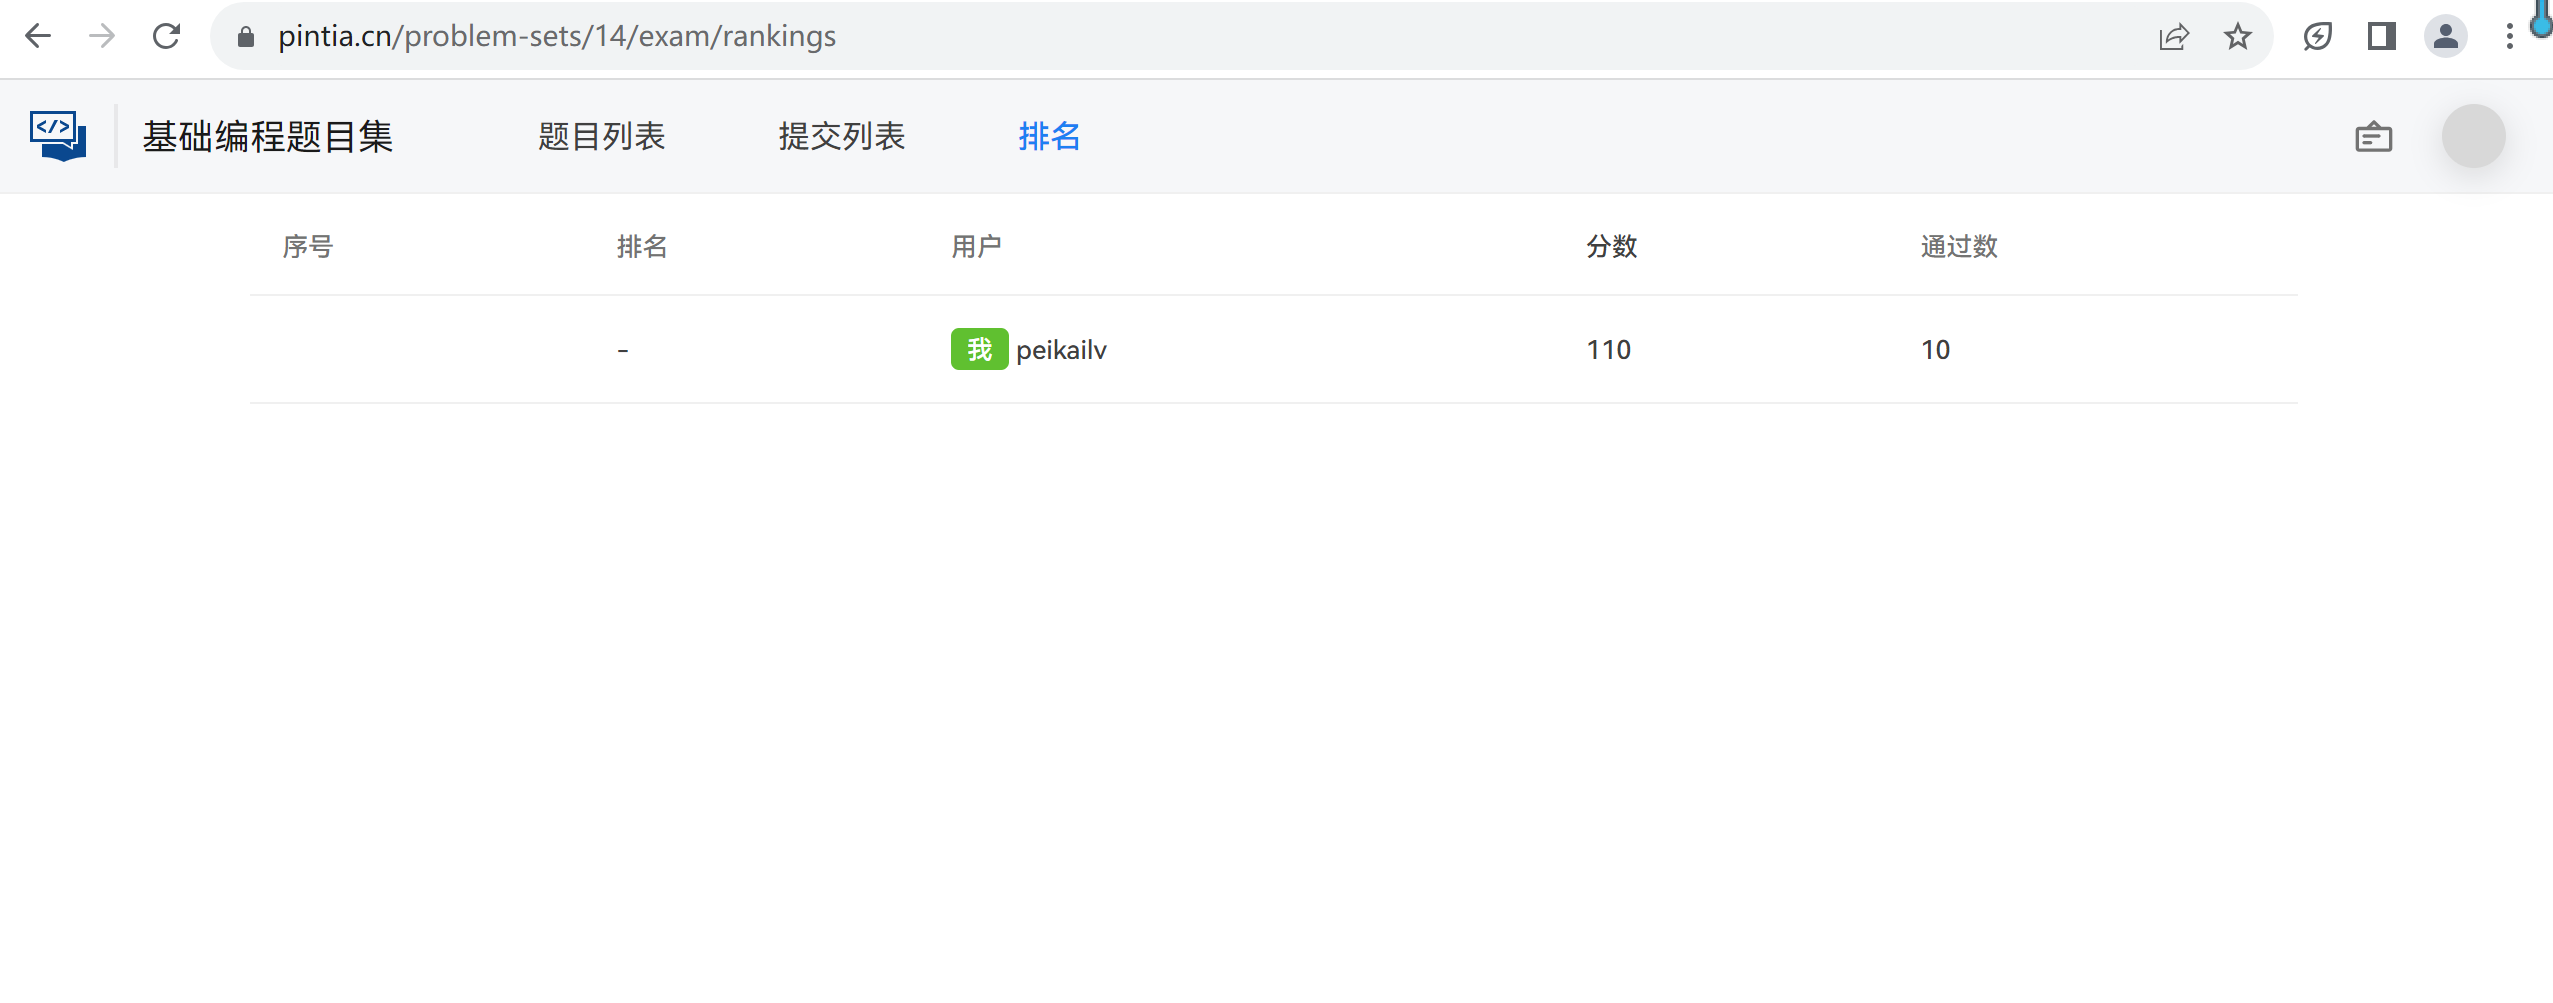 pintia.cn/problem-sets/14/exam/rankings
</> 基础编程题目集 题目列表 提交列表 排名
序号 排名 用户 分数 通过数
- 我 peikailv 110 10